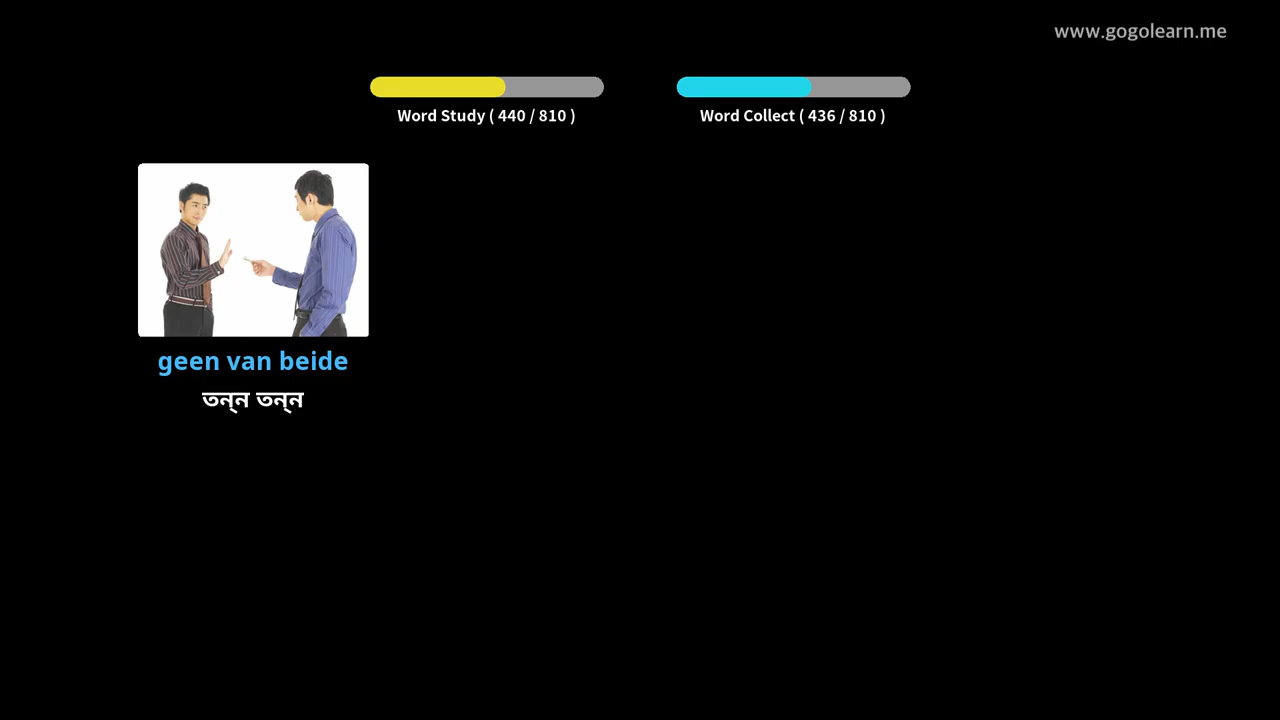 www.gogolearn.me
Word Study ( 440 / 810 )
Word Collect ( 436 / 810 )
geen van beide
তন্ন তন্ন